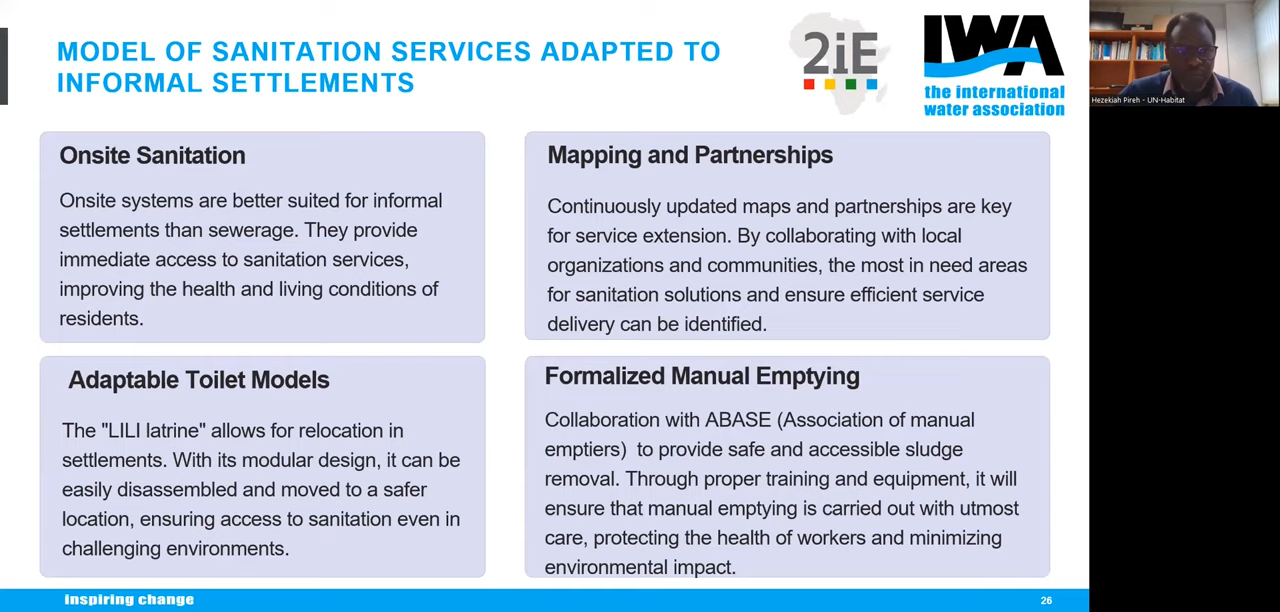 MODEL OF SANITATION SERVICES ADAPTED TO
INFORMAL SETTLEMENTS
2iE
IWA
the international
water association
Hezekiah Pireh - UN-Habitat
Onsite Sanitation
Onsite systems are better suited for informal
settlements than sewerage. They provide
immediate access to sanitation services,
improving the health and living conditions of
residents.
Mapping and Partnerships
Continuously updated maps and partnerships are key
for service extension. By collaborating with local
organizations and communities, the most in need areas
for sanitation solutions and ensure efficient service
delivery can be identified.
Adaptable Toilet Models
The "LILI latrine" allows for relocation in
settlements. With its modular design, it can be
easily disassembled and moved to a safer
location, ensuring access to sanitation even in
challenging environments.
Formalized Manual Emptying
Collaboration with ABASE (Association of manual
emptiers) to provide safe and accessible sludge
removal. Through proper training and equipment, it will
ensure that manual emptying is carried out with utmost
care, protecting the health of workers and minimizing
environmental impact.
inspiring change
26